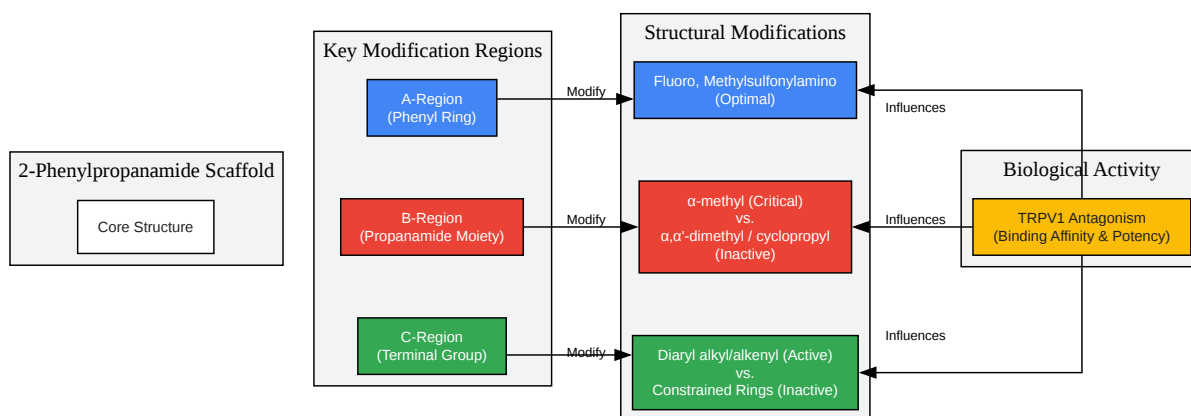 2-Phenylpropanamide Scaffold
Core Structure
Key Modification Regions
A-Region
(Phenyl Ring)
B-Region
(Propanamide Moiety)
C-Region
(Terminal Group)
Modify
Modify
Modify
Structural Modifications
Fluoro, Methylsulfonylamino
(Optimal)
α-methyl (Critical)
vs.
α,α'-dimethyl / cyclopropyl
(Inactive)
Diaryl alkyl/alkenyl (Active)
vs.
Constrained Rings (Inactive)
Influences
Influences
Influences
Biological Activity
TRPV1 Antagonism
(Binding Affinity & Potency)